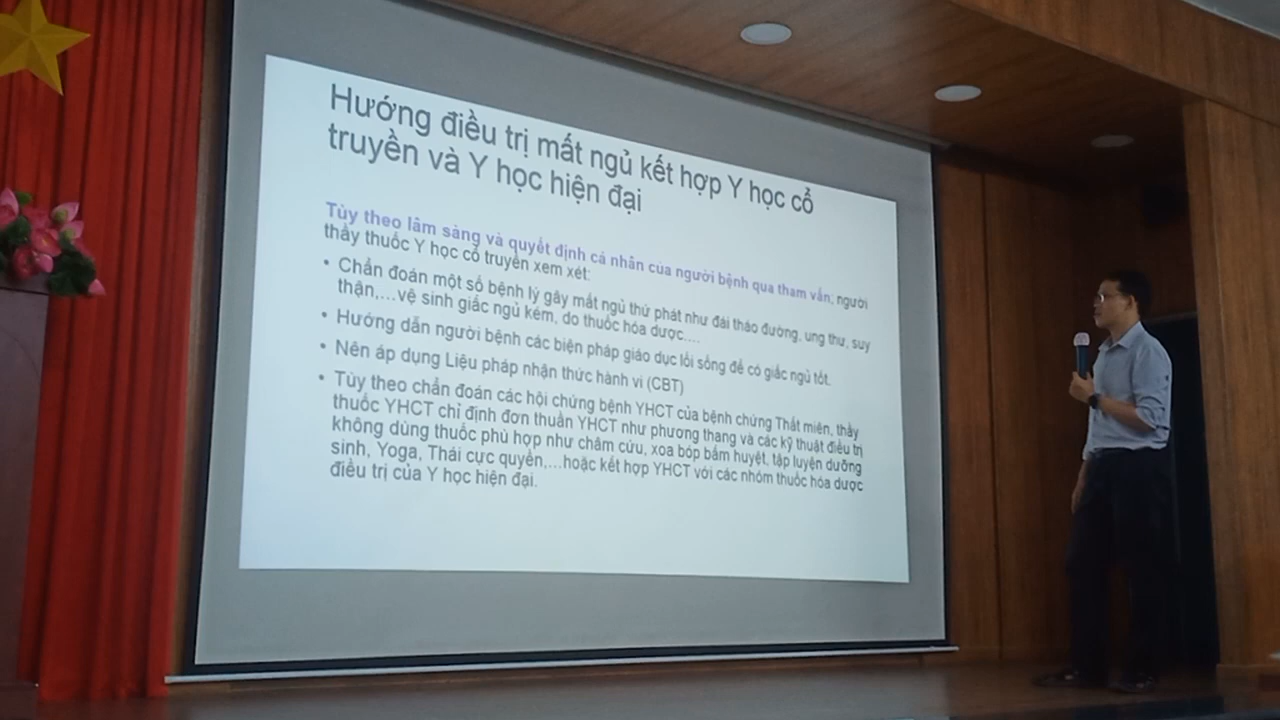 Hướng điều trị mất ngủ kết hợp Y học cổ
truyền và Y học hiện đại
Tùy theo lâm sàng và quyết định cá nhân của người bệnh qua tham vấn; người
thầy thuốc Y học cổ truyền xem xét:
• Chẩn đoán một số bệnh lý gây mất ngủ thứ phát như đái tháo đường, ung thư, suy
thận,…vệ sinh giấc ngủ kém, do thuốc hóa dược….
• Hướng dẫn người bệnh các biện pháp giáo dục lối sống để có giấc ngủ tốt.
• Nên áp dụng Liệu pháp nhận thức hành vi (CBT)
• Tùy theo chẩn đoán các hội chứng bệnh YHCT của bệnh chứng Thất miên, thầy
thuốc YHCT chỉ định đơn thuần YHCT như phương thang và các kỹ thuật điều trị
không dùng thuốc phù hợp như châm cứu, xoa bóp bấm huyệt, tập luyện dưỡng
sinh, Yoga, Thái cực quyền,…hoặc kết hợp YHCT với các nhóm thuốc hóa dược
điều trị của Y học hiện đại.